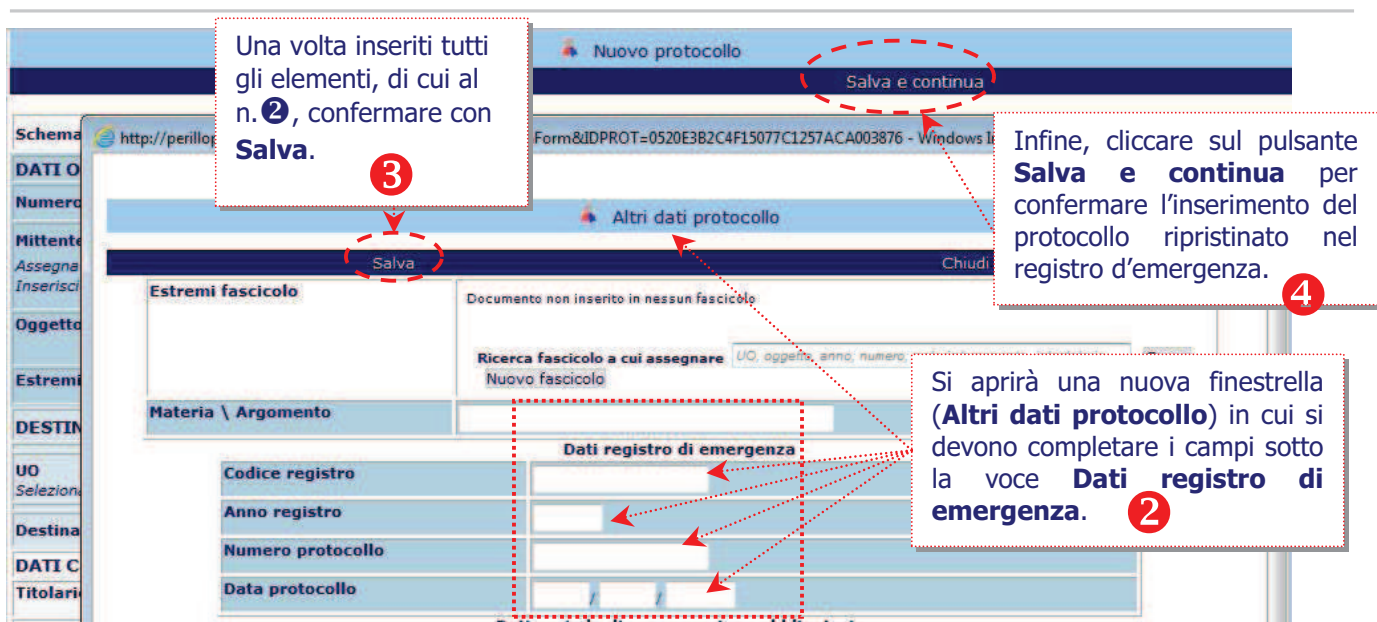 Una volta inseriti tutti
gli elementi, di cui al
n.❷, confermare con
Salva.
❸
Nuovo protocollo
Salva e continua
Infine, cliccare sul pulsante
Salva e continua per
confermare l'inserimento del
protocollo ripristinato nel
registro d'emergenza.
❹
Schema
http://perillo
Form&IDPROT=0520E3B2C4F15077C1257ACA003876 - Windows I
DATI O
Numero
Altri dati protocollo
Mittente
Assegna
Inserisci
Salva
Chiudi
Estremi fascicolo
Documento non inserito in nessun fascicolo
Oggetto
Ricerca fascicolo a cui assegnare
UO, oggetto, anno, numero,
Nuovo fascicolo
Estremi
Materia \ Argomento
Si aprirà una nuova finestrella
(Altri dati protocollo) in cui si
devono completare i campi sotto
la voce Dati registro di
emergenza.
❷
DESTIN
Dati registro di emergenza
UO
Seleziona
Codice registro
Anno registro
Destina
Numero protocollo
DATI C
Titolari
Data protocollo
/ /